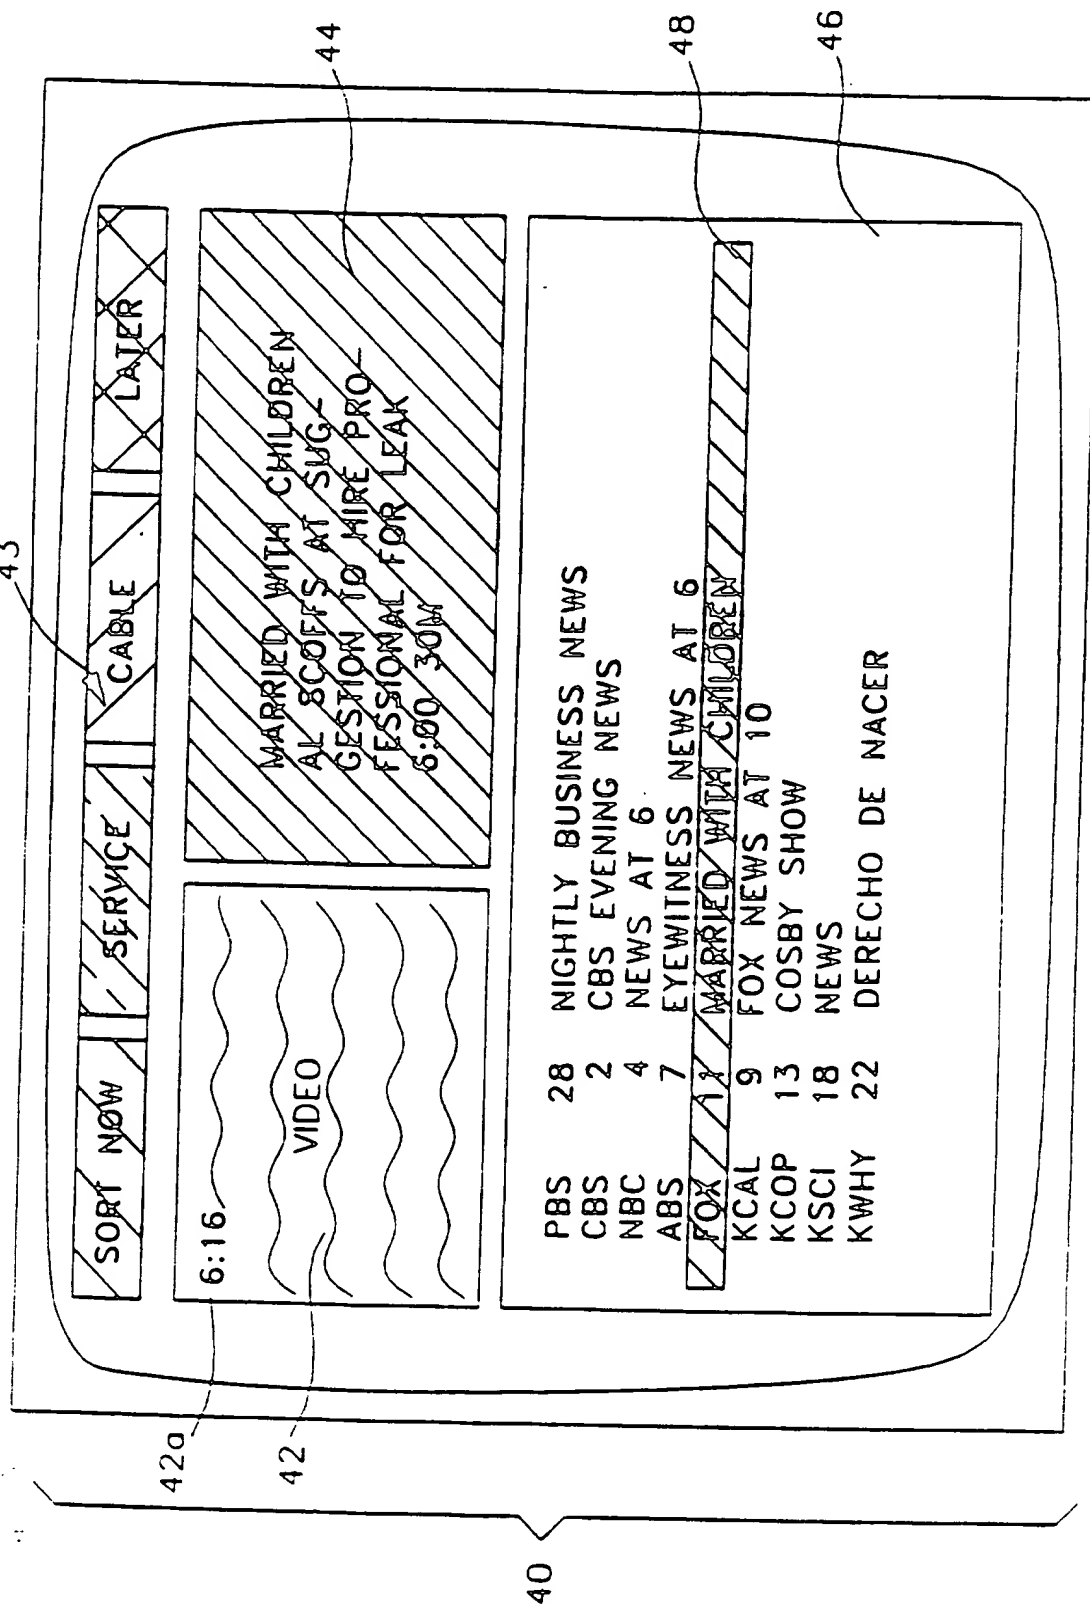 43
SORT NOW SERVICE CABLE LATER
44
6:16
VIDEO
42a
42
MARRIED WITH CHILDREN
AL 8COFFS AT SUG-
GESTION TO HIRE PRO-
FESSIONAL FOR LEAK
6:00 30M
PBS 28 NIGHTLY BUSINESS NEWS
CBS 2 CBS EVENING NEWS
NBC 4 NEWS AT 6
ABS 7 EYEWITNESS NEWS AT 6
FOX 11 MARRIED WITH CHILDREN
KCAL 9 FOX NEWS AT 10
KCOP 13 COSBY SHOW
KSCI 18 NEWS
KWHY 22 DERECHO DE NACER
48
46
40